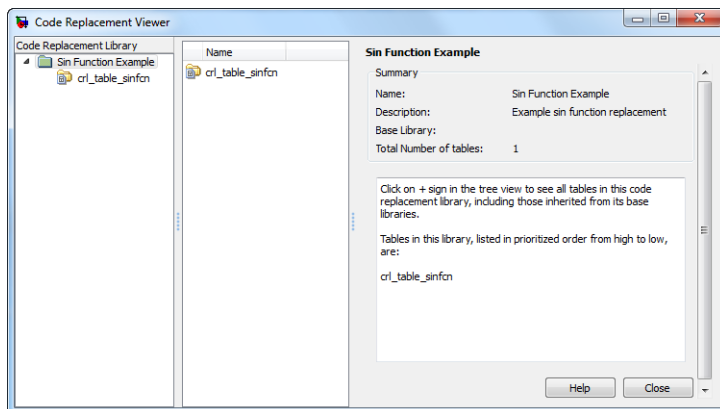 Code Replacement Viewer
Code Replacement Library
Sin Function Example
crl_table_sinfcn
Name
crl_table_sinfcn
Sin Function Example
Summary
Name: Sin Function Example
Description: Example sin function replacement
Base Library:
Total Number of tables: 1
Click on + sign in the tree view to see all tables in this code
replacement library, including those inherited from its base
libraries.
Tables in this library, listed in prioritized order from high to low,
are:
crl_table_sinfcn
Help Close